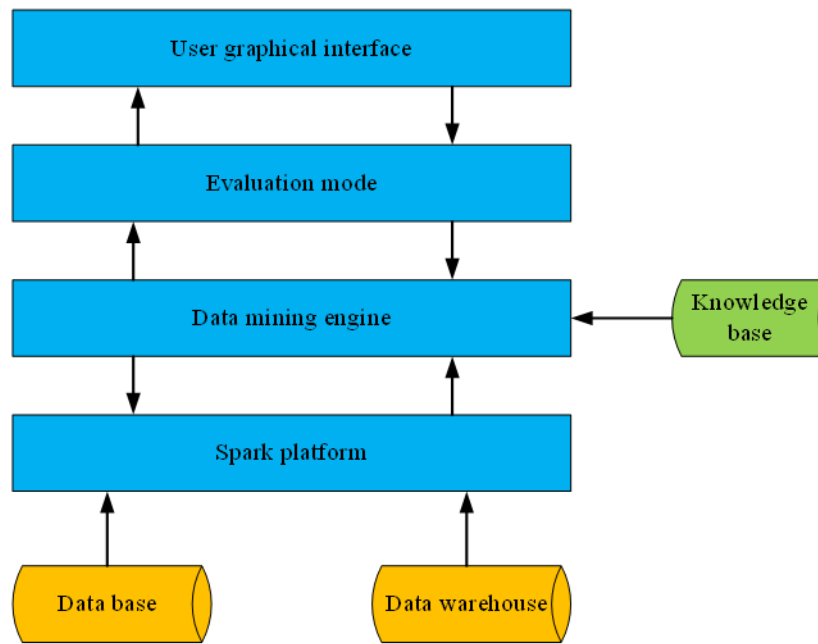 User graphical interface
Evaluation mode
Data mining engine
Knowledge
base
Spark platform
Data base
Data warehouse